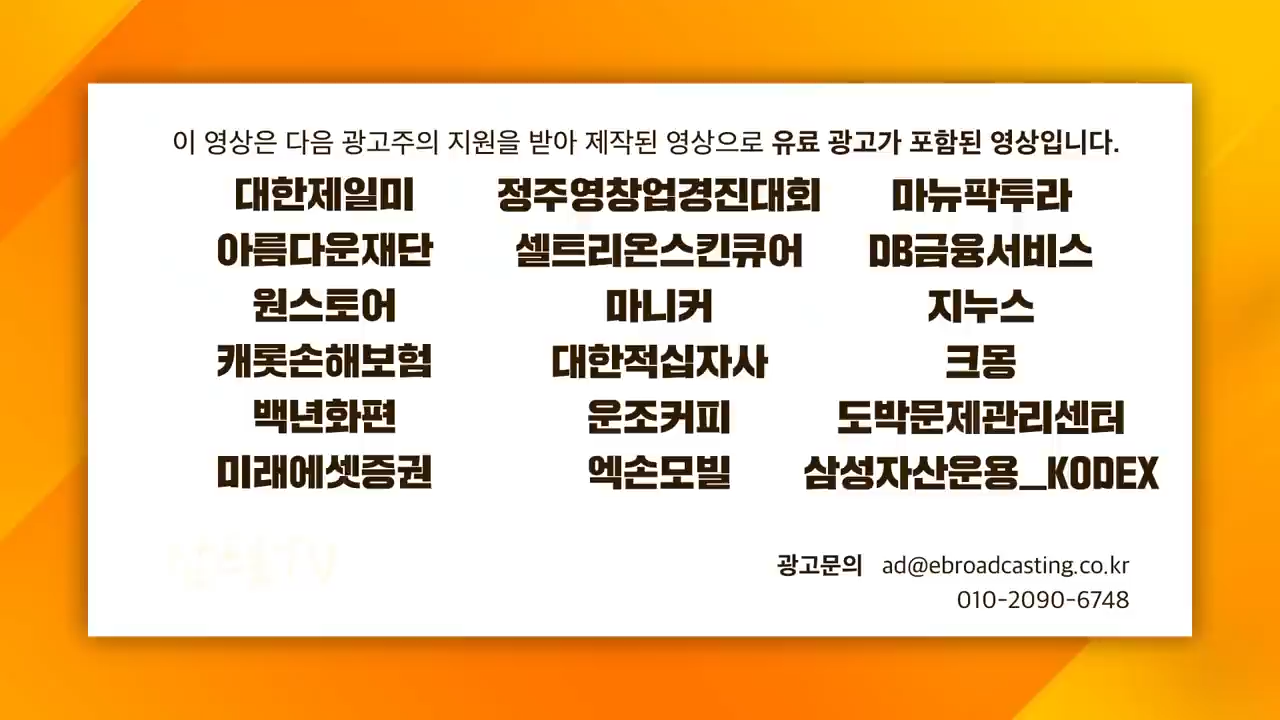 이 영상은 다음 광고주의 지원을 받아 제작된 영상으로 유료 광고가 포함된 영상입니다.
대한제일미 정주영창업경진대회 마뉴팍투라
아름다운재단 셀트리온스킨큐어 DB금융서비스
원스토어 마니커 지누스
캐롯손해보험 대한적십자사 크몽
백년화편 운조커피 도박문제관리센터
미래에셋증권 엑손모빌 삼성자산운용_KODEX
광고문의 ad@ebroadcasting.co.kr
010-2090-6748